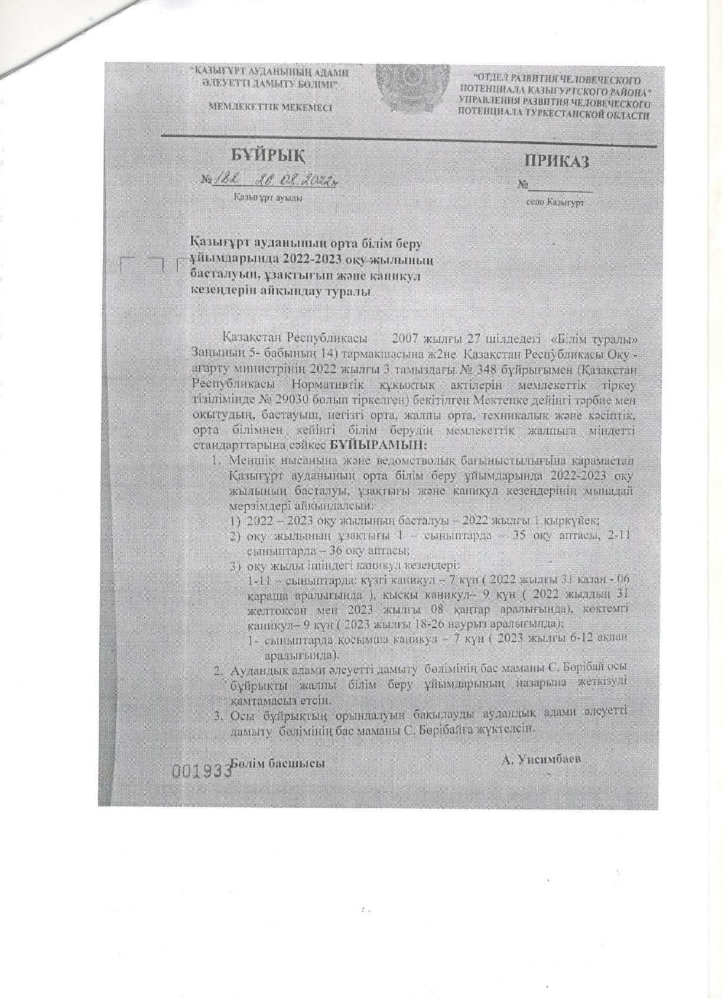 "ҚАЗЫҒҰРТ АУДАНЫНЫҢ АДАМИ
ӘЛЕУЕТТІ ДАМЫТУ БӨЛІМІ"
МЕМЛЕКЕТТІК МЕКЕМЕСІ
"ОТДЕЛ РАЗВИТИЯ ЧЕЛОВЕЧЕСКОГО
ПОТЕНЦИАЛА КАЗЫГУРТСКОГО РАЙОНА"
УПРАВЛЕНИЯ РАЗВИТИЯ ЧЕЛОВЕЧЕСКОГО
ПОТЕНЦИАЛА ТУРКЕСТАНСКОЙ ОБЛАСТИ
БҰЙРЫҚ
№ 182 26.08.2022ж
Қазығұрт ауылы
ПРИКАЗ
№
село Казыгурт
Қазығұрт ауданының орта білім беру
ұйымдарында 2022-2023 оқу жылының
басталуын, ұзақтығын және каникул
кезеңдерін айқындау туралы
Қазақстан Республикасы 2007 жылғы 27 шілдедегі «Білім туралы»
Заңының 5- бабының 14) тармақшасына ж2не Қазақстан Республикасы Оқу -
ағарту министрінің 2022 жылғы 3 тамыздағы № 348 бұйрығымен (Қазақстан
Республикасы Нормативтік құқықтық актілерін мемлекеттік тіркеу
тізілімінде № 29030 болып тіркелген) бекітілген Мектепке дейінгі тәрбие мен
оқытудың, бастауыш, негізгі орта, жалпы орта, техникалық және кәсіптік,
орта білімнен кейінгі білім берудің мемлекеттік жалпыға міндетті
стандарттарына сәйкес БҰЙЫРАМЫН:
1. Меншік нысанына және ведомстволық бағыныстылығына қарамастан
Қазығұрт ауданының орта білім беру ұйымдарында 2022-2023 оқу
жылының басталуы, ұзақтығы және каникул кезеңдерінің мынадай
мерзімдері айқындалсын:
1) 2022 – 2023 оқу жылының басталуы – 2022 жылғы 1 қыркүйек;
2) оқу жылының ұзақтығы 1 – сыныптарда – 35 оқу аптасы, 2-11
сыныптарда – 36 оқу аптасы;
3) оқу жылы ішіндегі каникул кезеңдері:
1-11 – сыныптарда: күзгі каникул – 7 күн ( 2022 жылғы 31 қазан - 06
қараша аралығында ), қысқы каникул– 9 күн ( 2022 жылдың 31
желтоқсан мен 2023 жылғы 08 қаңтар аралығында), көктемгі
каникул– 9 күн ( 2023 жылғы 18-26 наурыз аралығында);
1- сыныптарда қосымша каникул – 7 күн ( 2023 жылғы 6-12 ақпан
аралығында).
2. Аудандық адами әлеуетті дамыту бөлімінің бас маманы С. Бөрібай осы
бұйрықты жалпы білім беру ұйымдарының назарына жеткізуді
қамтамасыз етсін.
3. Осы бұйрықтың орындалуын бақылауды аудандық адами әлеуетті
дамыту бөлімінің бас маманы С. Бөрібайға жүктелсін.
Бөлім басшысы А. Уисимбаев
001933